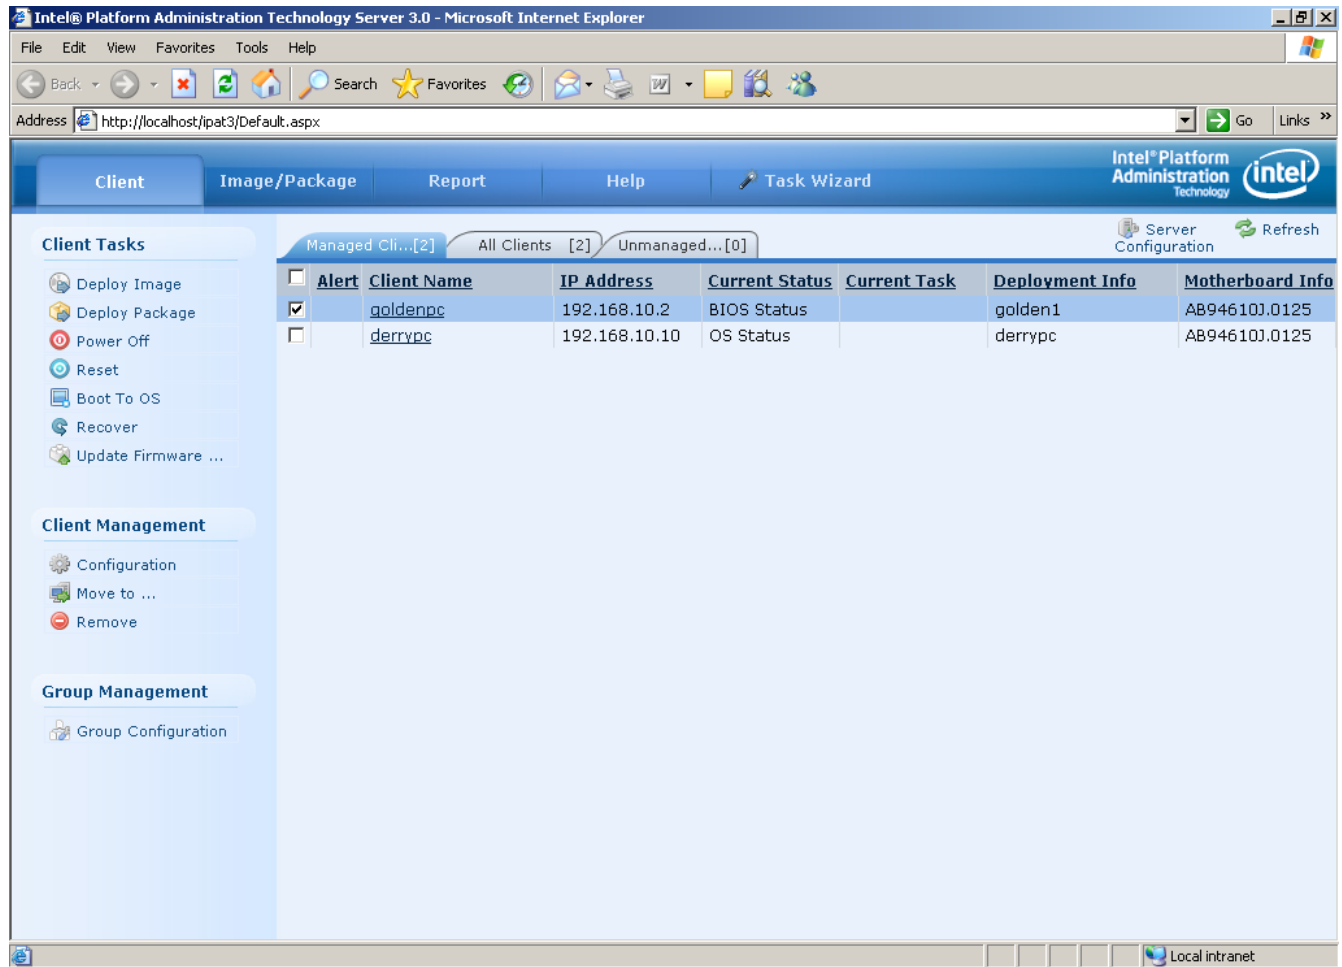 Intel® Platform Administration Technology Server 3.0 - Microsoft Internet Explorer
File Edit View Favorites Tools Help
Back Search Favorites
Address http://localhost/ipat3/Default.aspx Go Links »
Client Image/Package Report Help Task Wizard
Intel® Platform
Administration
Technology
intel
Client Tasks
Deploy Image
Deploy Package
Power Off
Reset
Boot To OS
Recover
Update Firmware ...
Client Management
Configuration
Move to ...
Remove
Group Management
Group Configuration
Managed Cli...[2] All Clients [2] Unmanaged...[0]
Server
Configuration
Refresh
Alert Client Name IP Address Current Status Current Task Deployment Info Motherboard Info
goldenpc 192.168.10.2 BIOS Status golden1 AB94610J.0125
derrypc 192.168.10.10 OS Status derrypc AB94610J.0125
Local intranet